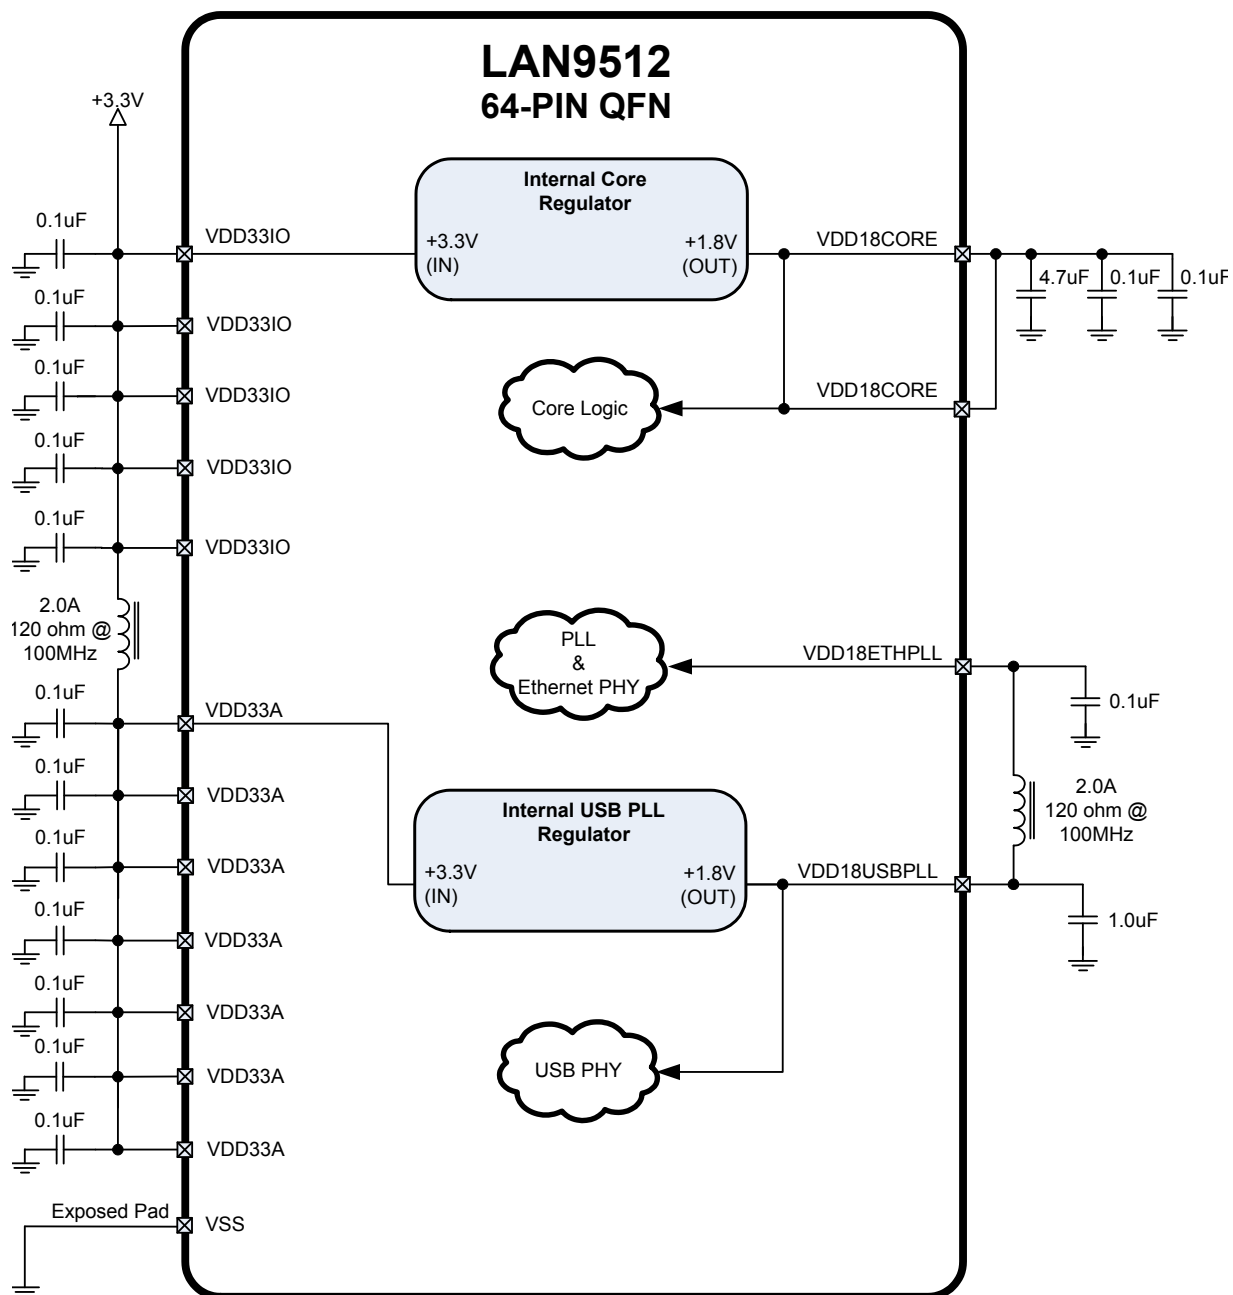 LAN9512
64-PIN QFN
+3.3V
Internal Core
Regulator
+3.3V
(IN)
+1.8V
(OUT)
0.1uF
VDD33IO
VDD18CORE
4.7uF
0.1uF
0.1uF
0.1uF
VDD33IO
0.1uF
VDD33IO
Core Logic
VDD18CORE
0.1uF
VDD33IO
0.1uF
VDD33IO
2.0A
120 ohm @
100MHz
PLL
&
Ethernet PHY
VDD18ETHPLL
0.1uF
0.1uF
VDD33A
2.0A
120 ohm @
100MHz
0.1uF
VDD33A
Internal USB PLL
Regulator
+3.3V
(IN)
+1.8V
(OUT)
VDD18USBPLL
1.0uF
0.1uF
VDD33A
0.1uF
VDD33A
0.1uF
VDD33A
0.1uF
VDD33A
USB PHY
0.1uF
VDD33A
Exposed Pad
VSS